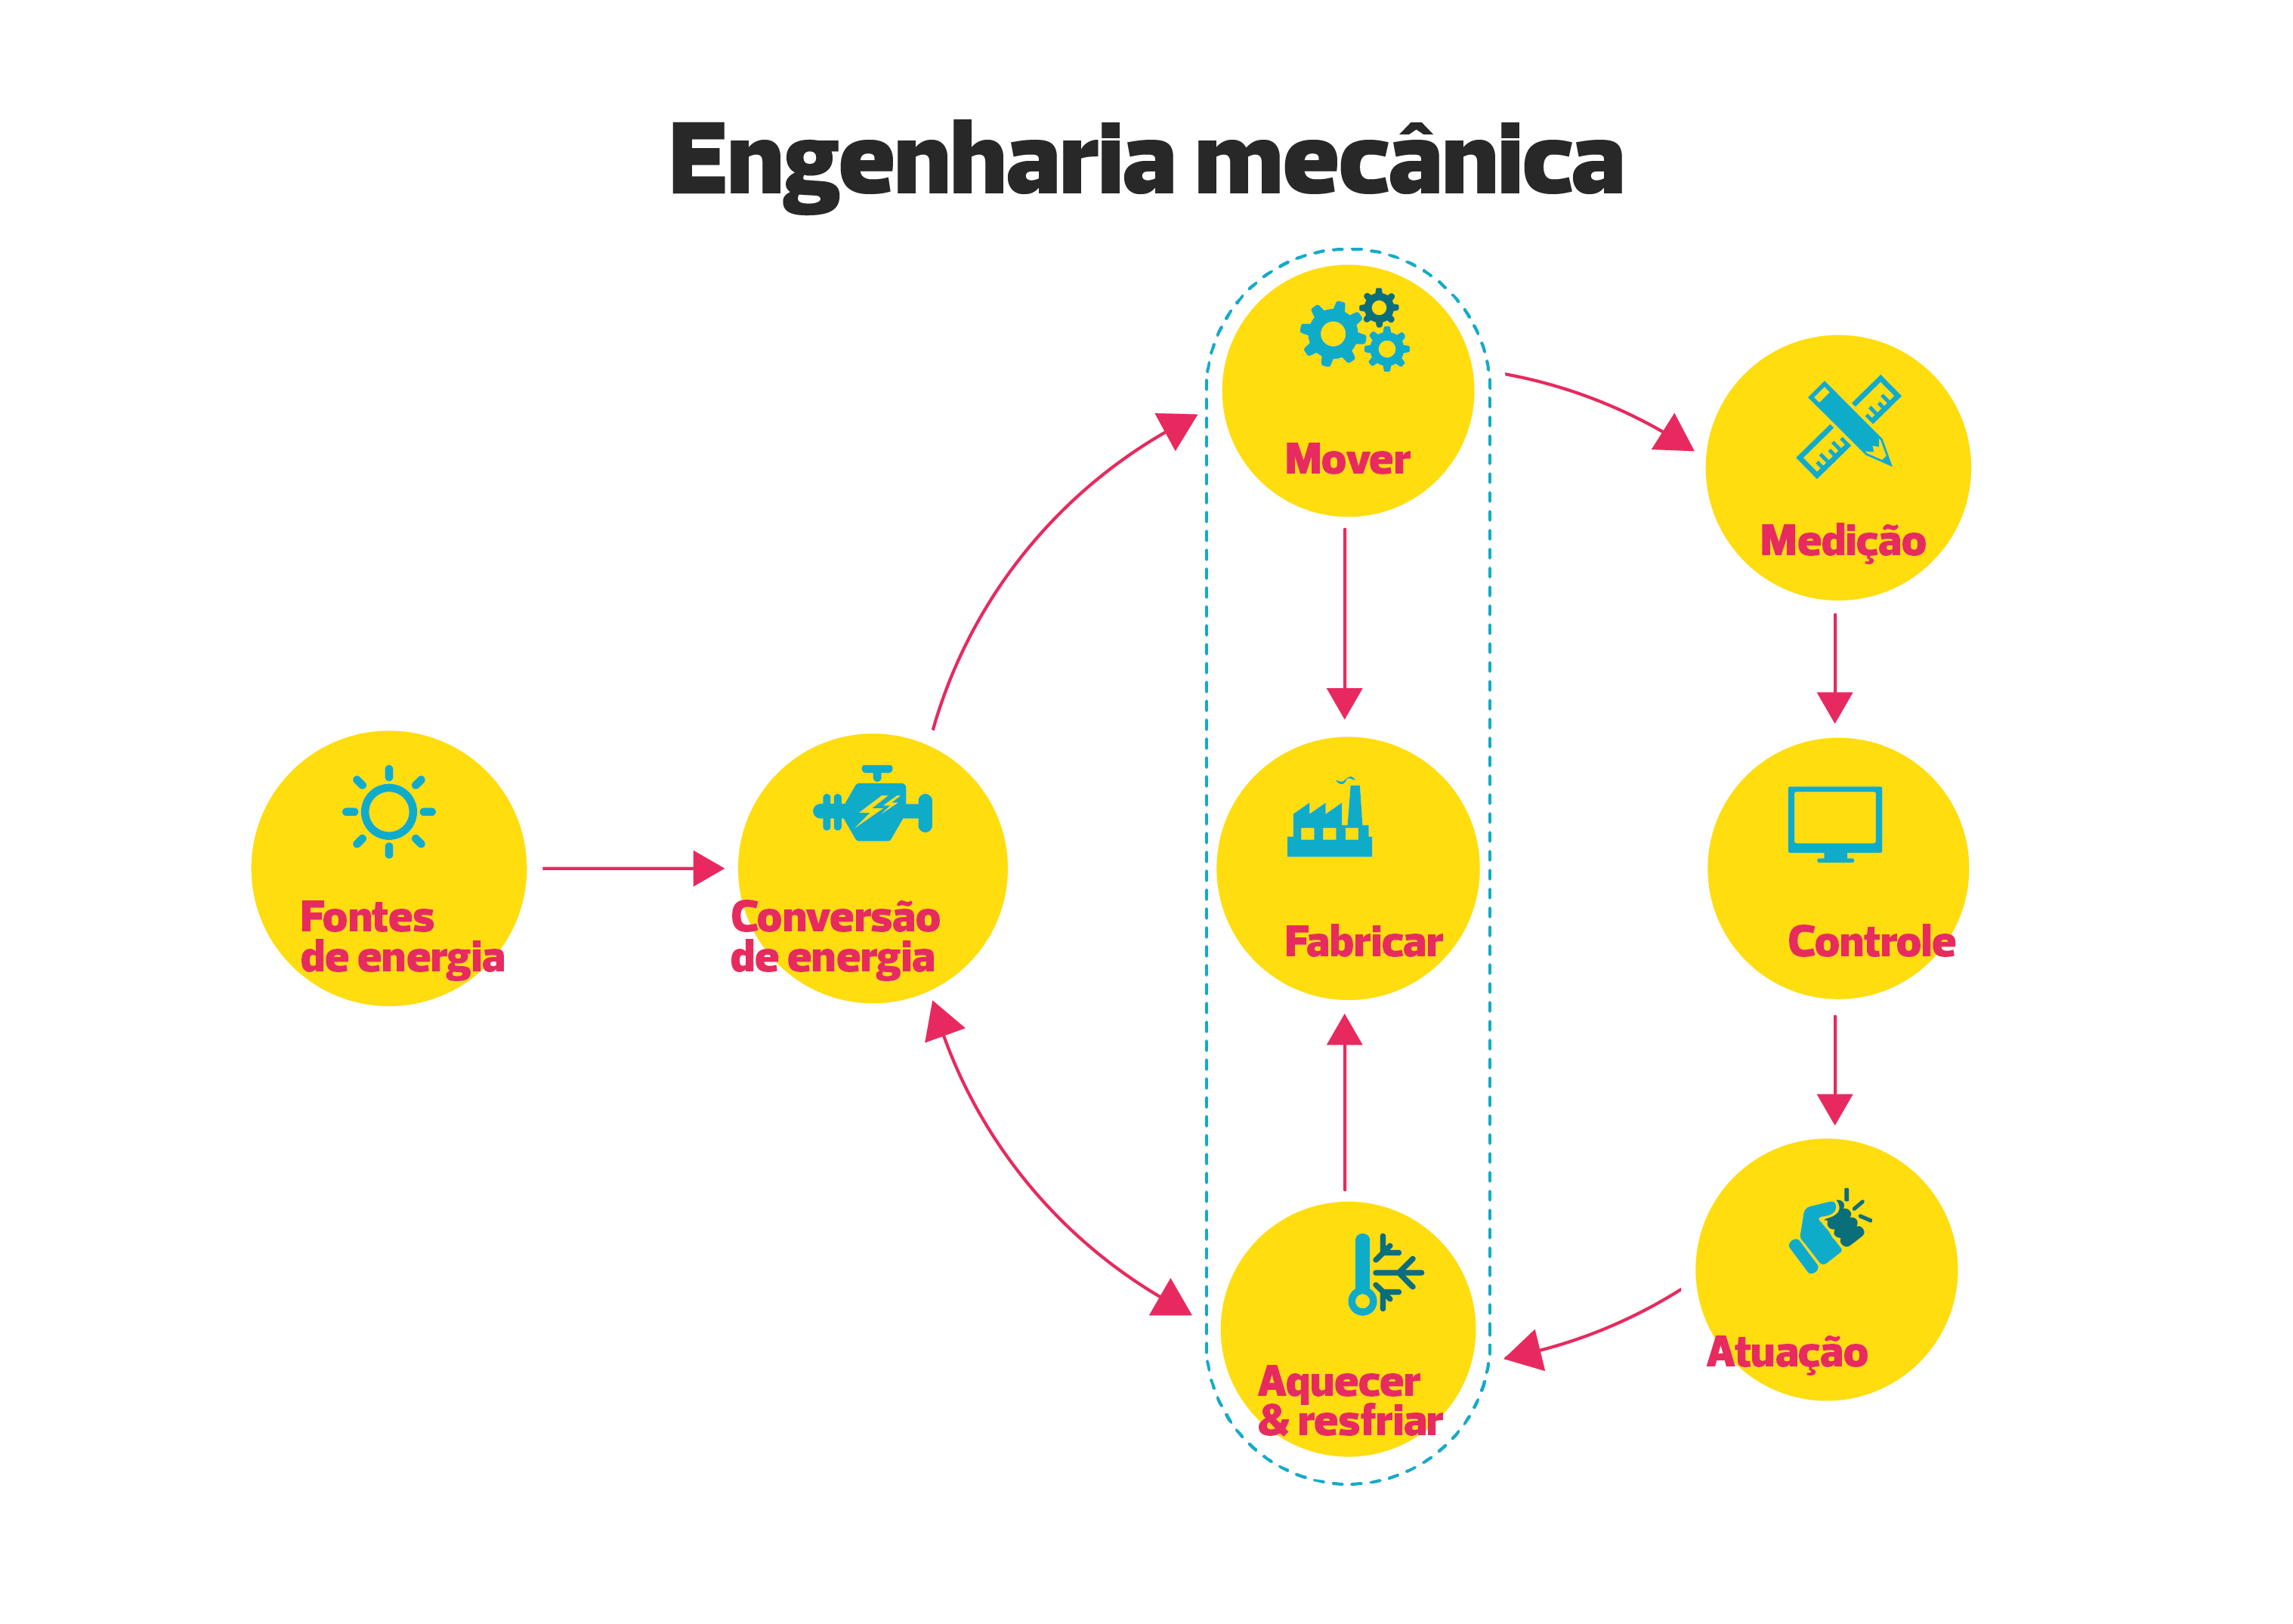 Engenharia mecânica
Mover
Medição
Fontes
de energia
Conversão
de energia
Fabricar
Controle
Aquecer
& resfriar
Atuação